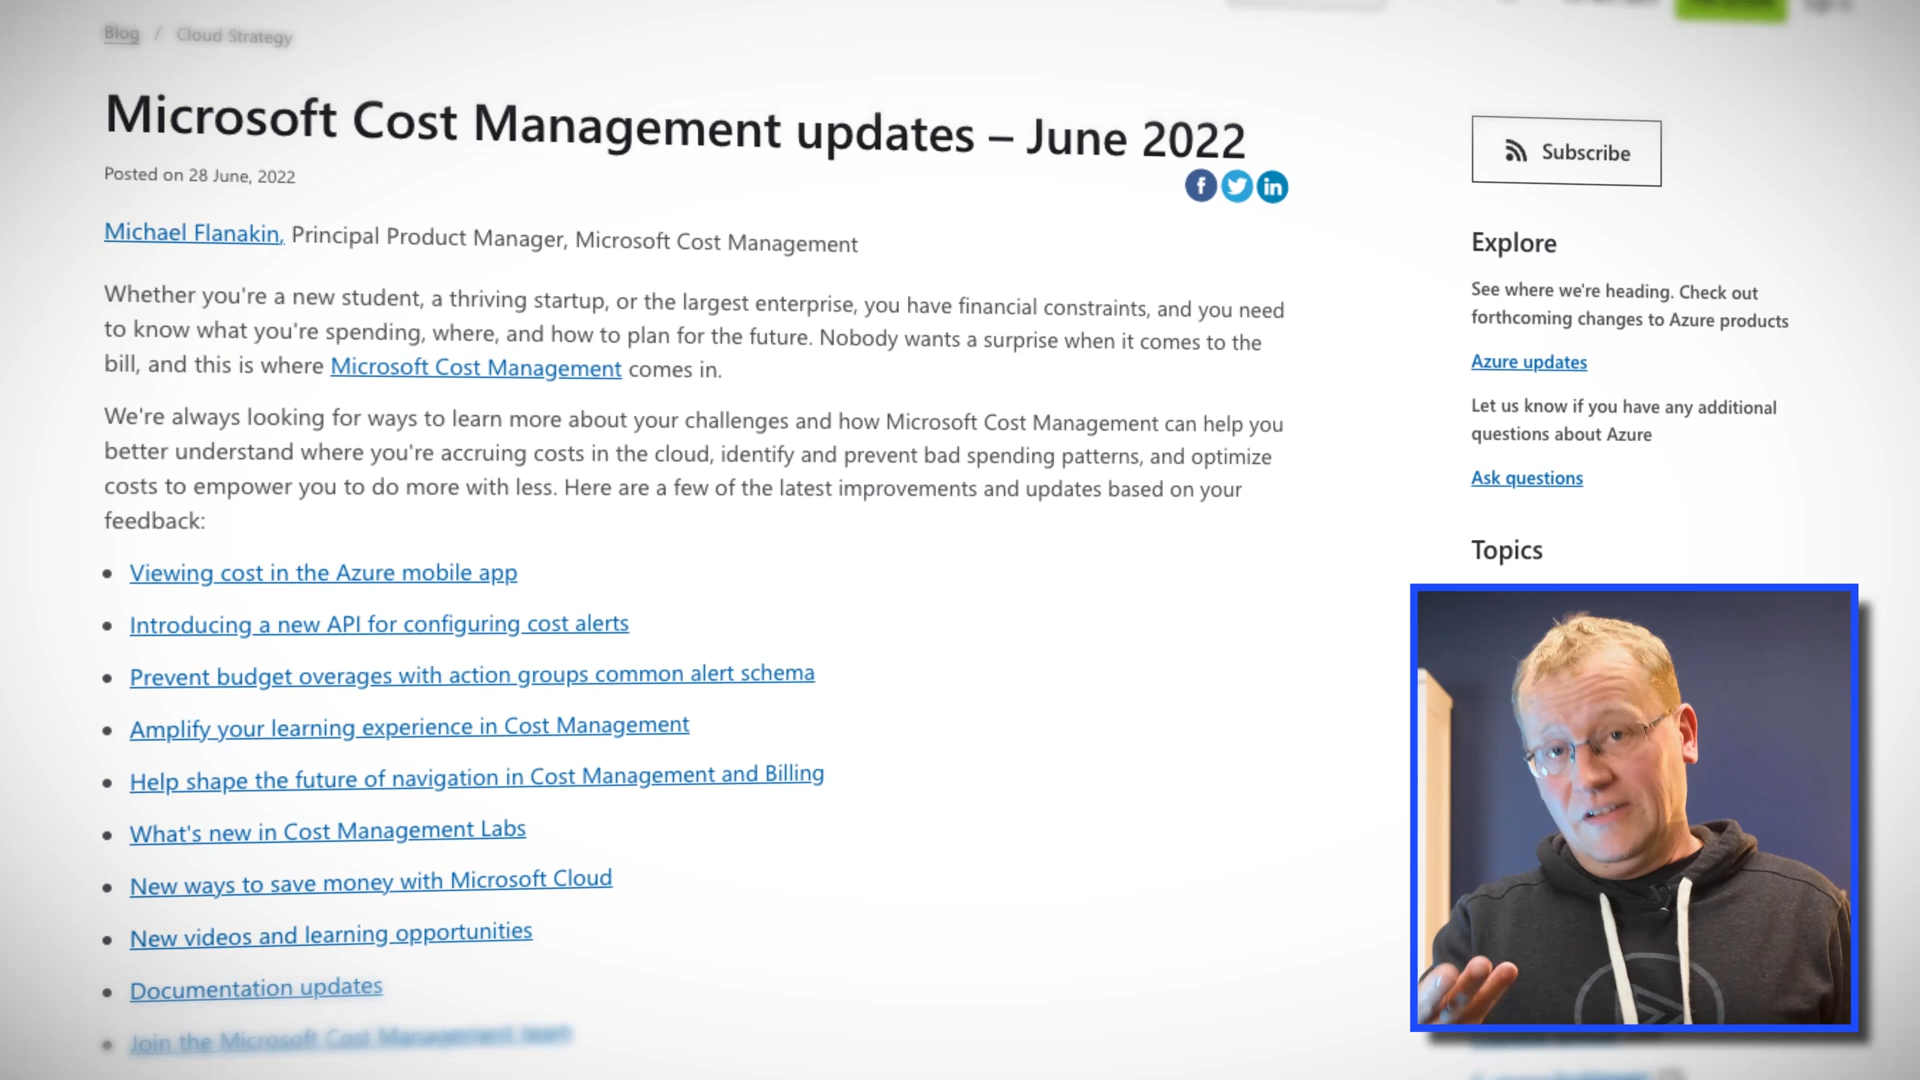 Blog / Cloud Strategy
Microsoft Cost Management updates – June 2022
Posted on 28 June, 2022
Michael Flanakin, Principal Product Manager, Microsoft Cost Management
Whether you're a new student, a thriving startup, or the largest enterprise, you have financial constraints, and you need
to know what you're spending, where, and how to plan for the future. Nobody wants a surprise when it comes to the
bill, and this is where Microsoft Cost Management comes in.
We're always looking for ways to learn more about your challenges and how Microsoft Cost Management can help you
better understand where you're accruing costs in the cloud, identify and prevent bad spending patterns, and optimize
costs to empower you to do more with less. Here are a few of the latest improvements and updates based on your
feedback:
Viewing cost in the Azure mobile app
Introducing a new API for configuring cost alerts
Prevent budget overages with action groups common alert schema
Amplify your learning experience in Cost Management
Help shape the future of navigation in Cost Management and Billing
What's new in Cost Management Labs
New ways to save money with Microsoft Cloud
New videos and learning opportunities
Documentation updates
Join the Microsoft Cost Management team
Subscribe
Explore
See where we're heading. Check out
forthcoming changes to Azure products
Azure updates
Let us know if you have any additional
questions about Azure
Ask questions
Topics